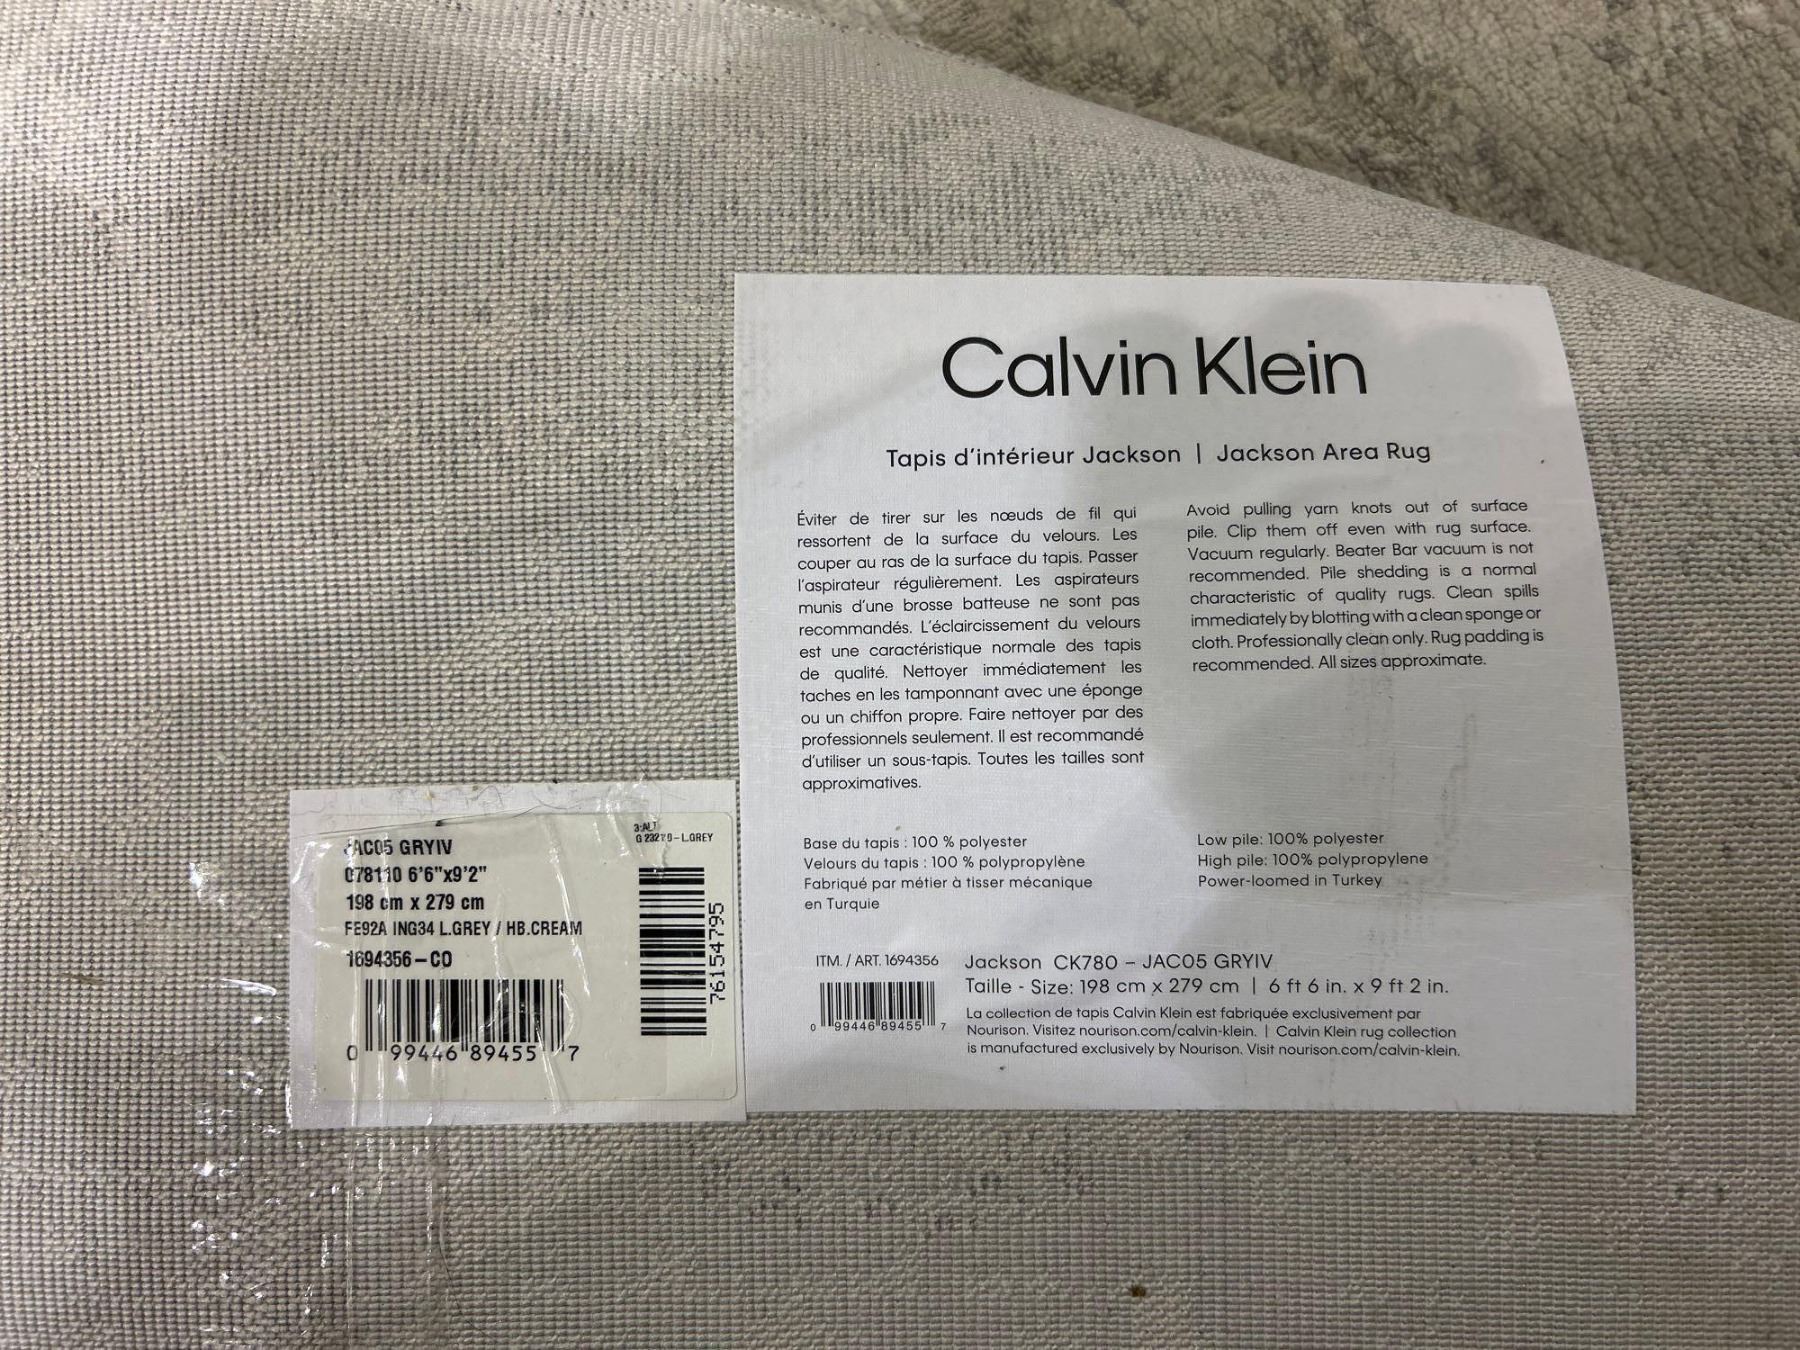 Calvin Klein
Tapis d'intérieur Jackson | Jackson Area Rug
Éviter de tirer sur les nœuds de fil qui
ressortent de la surface du velours. Les
couper au ras de la surface du tapis. Passer
l'aspirateur régulièrement. Les aspirateurs
munis d'une brosse batteuse ne sont pas
recommandés. L'éclaircissement du velours
est une caractéristique normale des tapis
de qualité. Nettoyer immédiatement les
taches en les tamponnant avec une éponge
ou un chiffon propre. Faire nettoyer par des
professionnels seulement. Il est recommandé
d'utiliser un sous-tapis. Toutes les tailles sont
approximatives.
Avoid pulling yarn knots out of surface
pile. Clip them off even with rug surface.
Vacuum regularly. Beater Bar vacuum is not
recommended. Pile shedding is a normal
characteristic of quality rugs. Clean spills
immediately by blotting with a clean sponge or
cloth. Professionally clean only. Rug padding is
recommended. All sizes approximate.
Base du tapis : 100 % polyester
Velours du tapis : 100 % polypropylène
Fabriqué par métier à tisser mécanique
en Turquie
Low pile: 100% polyester
High pile: 100% polypropylene
Power-loomed in Turkey
ITM. / ART. 1694356
0 99446 89455 7
Jackson CK780 – JAC05 GRYIV
Taille - Size: 198 cm x 279 cm | 6 ft 6 in. x 9 ft 2 in.
La collection de tapis Calvin Klein est fabriquée exclusivement par
Nourison. Visitez nourison.com/calvin-klein. | Calvin Klein rug collection
is manufactured exclusively by Nourison. Visit nourison.com/calvin-klein.
JAC05 GRYIV
078110 6'6"x9'2"
198 cm x 279 cm
FE92A ING34 L.GREY / HB.CREAM
1694356-CO
0 99446 89455 7
76154795